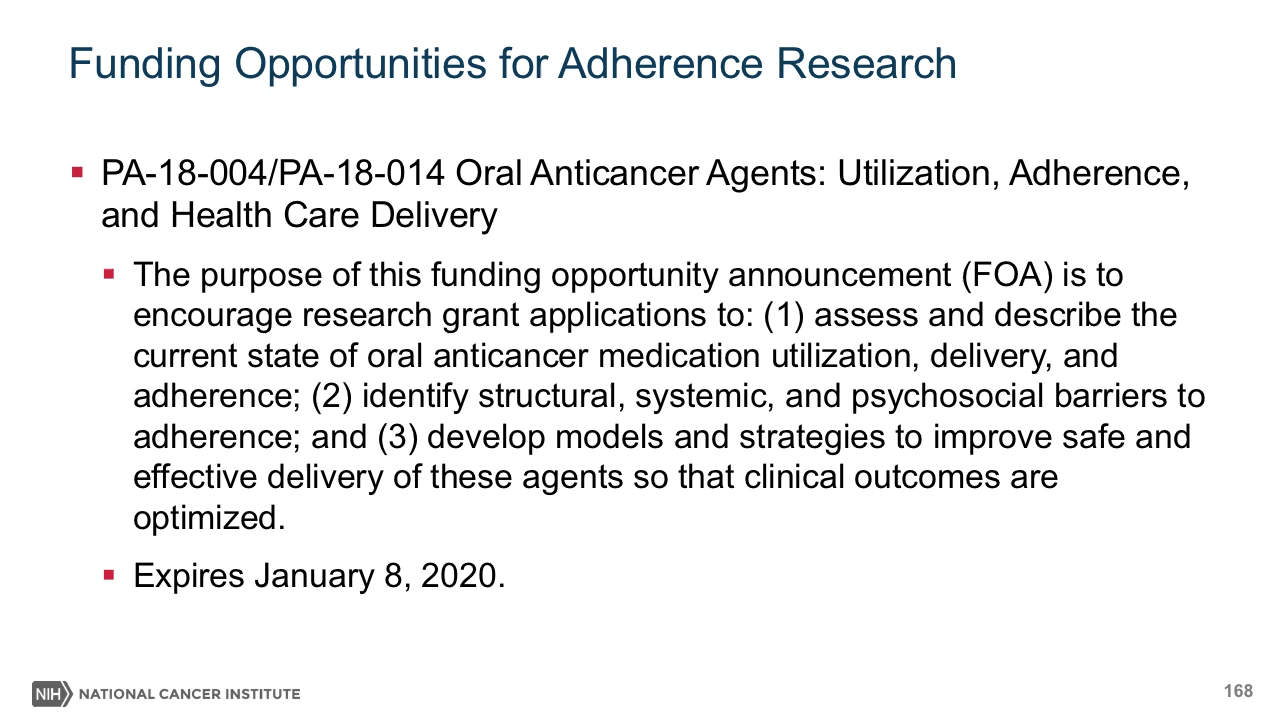 Funding Opportunities for Adherence Research
▪ PA-18-004/PA-18-014 Oral Anticancer Agents: Utilization, Adherence,
and Health Care Delivery
▪ The purpose of this funding opportunity announcement (FOA) is to
encourage research grant applications to: (1) assess and describe the
current state of oral anticancer medication utilization, delivery, and
adherence; (2) identify structural, systemic, and psychosocial barriers to
adherence; and (3) develop models and strategies to improve safe and
effective delivery of these agents so that clinical outcomes are
optimized.
▪ Expires January 8, 2020.
NIH NATIONAL CANCER INSTITUTE
168